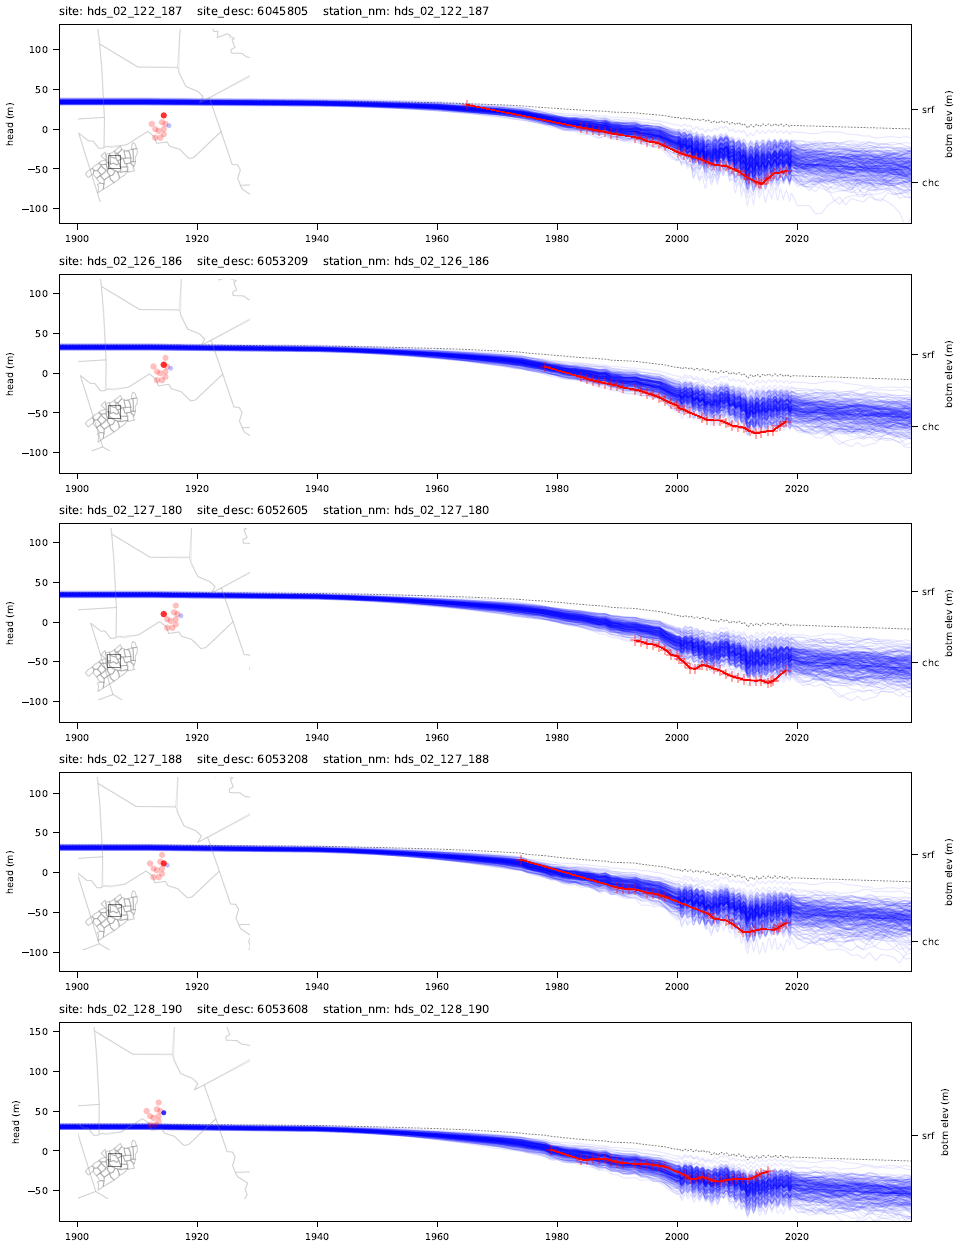 site: hds_02_122_187    site_desc: 6045805    station_nm: hds_02_122_187
100
50
0
−50
−100
head (m)
srf
chc
botm elev (m)
1900 1920 1940 1960 1980 2000 2020
site: hds_02_126_186    site_desc: 6053209    station_nm: hds_02_126_186
100
50
0
−50
−100
head (m)
srf
chc
botm elev (m)
1900 1920 1940 1960 1980 2000 2020
site: hds_02_127_180    site_desc: 6052605    station_nm: hds_02_127_180
100
50
0
−50
−100
head (m)
srf
chc
botm elev (m)
1900 1920 1940 1960 1980 2000 2020
site: hds_02_127_188    site_desc: 6053208    station_nm: hds_02_127_188
100
50
0
−50
−100
head (m)
srf
chc
botm elev (m)
1900 1920 1940 1960 1980 2000 2020
site: hds_02_128_190    site_desc: 6053608    station_nm: hds_02_128_190
150
100
50
0
−50
head (m)
srf
botm elev (m)
1900 1920 1940 1960 1980 2000 2020